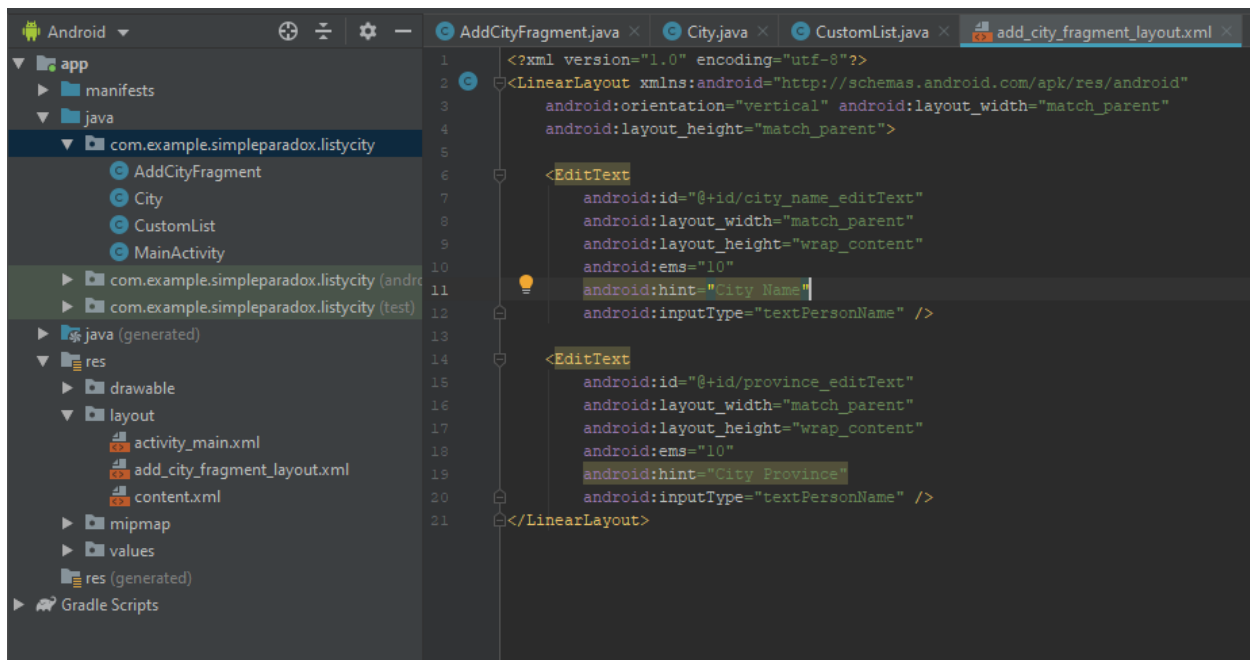 Android
app
manifests
java
com.example.simpleparadox.listycity
AddCityFragment
City
CustomList
MainActivity
com.example.simpleparadox.listycity (andro
com.example.simpleparadox.listycity (test)
java (generated)
res
drawable
layout
activity_main.xml
add_city_fragment_layout.xml
content.xml
mipmap
values
res (generated)
Gradle Scripts
AddCityFragment.java City.java CustomList.java add_city_fragment_layout.xml
1 <?xml version="1.0" encoding="utf-8"?>
2 <LinearLayout xmlns:android="http://schemas.android.com/apk/res/android"
3 android:orientation="vertical" android:layout_width="match_parent"
4 android:layout_height="match_parent">
5
6 <EditText
7 android:id="@+id/city_name_editText"
8 android:layout_width="match_parent"
9 android:layout_height="wrap_content"
10 android:ems="10"
11 android:hint="City Name"
12 android:inputType="textPersonName" />
13
14 <EditText
15 android:id="@+id/province_editText"
16 android:layout_width="match_parent"
17 android:layout_height="wrap_content"
18 android:ems="10"
19 android:hint="City Province"
20 android:inputType="textPersonName" />
21 </LinearLayout>